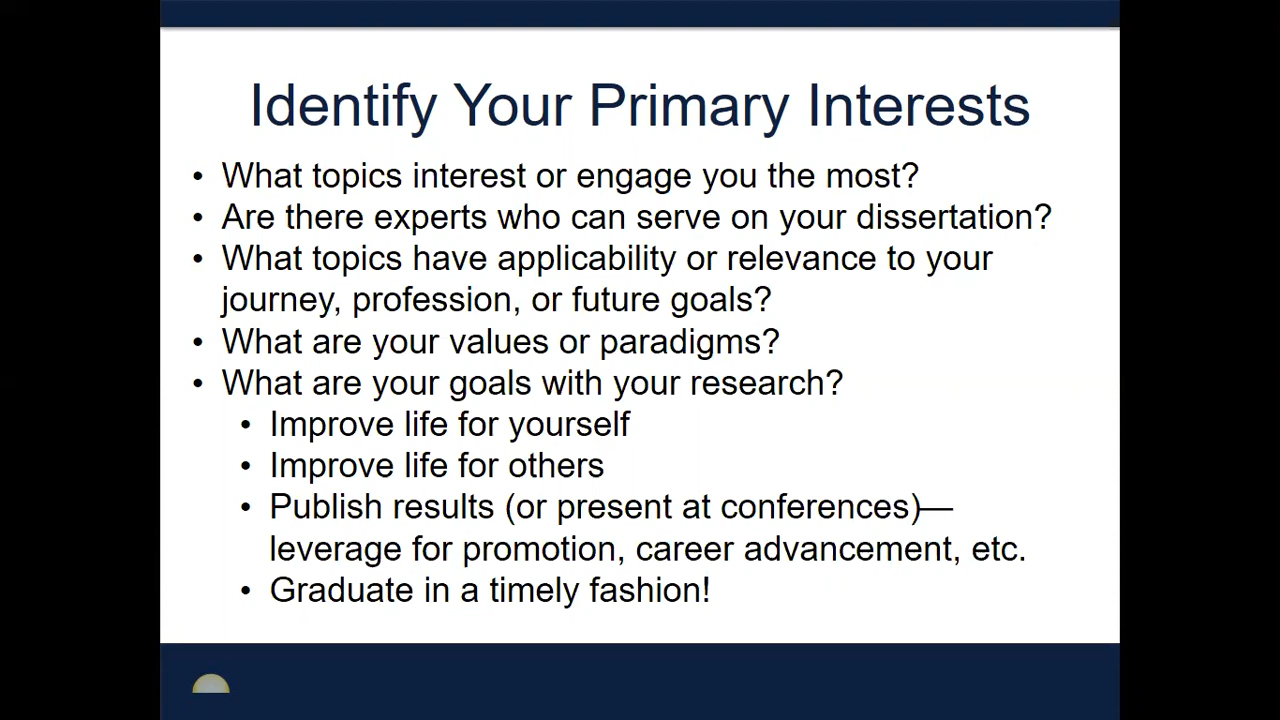 Identify Your Primary Interests
• What topics interest or engage you the most?
• Are there experts who can serve on your dissertation?
• What topics have applicability or relevance to your
journey, profession, or future goals?
• What are your values or paradigms?
• What are your goals with your research?
• Improve life for yourself
• Improve life for others
• Publish results (or present at conferences)—
leverage for promotion, career advancement, etc.
• Graduate in a timely fashion!